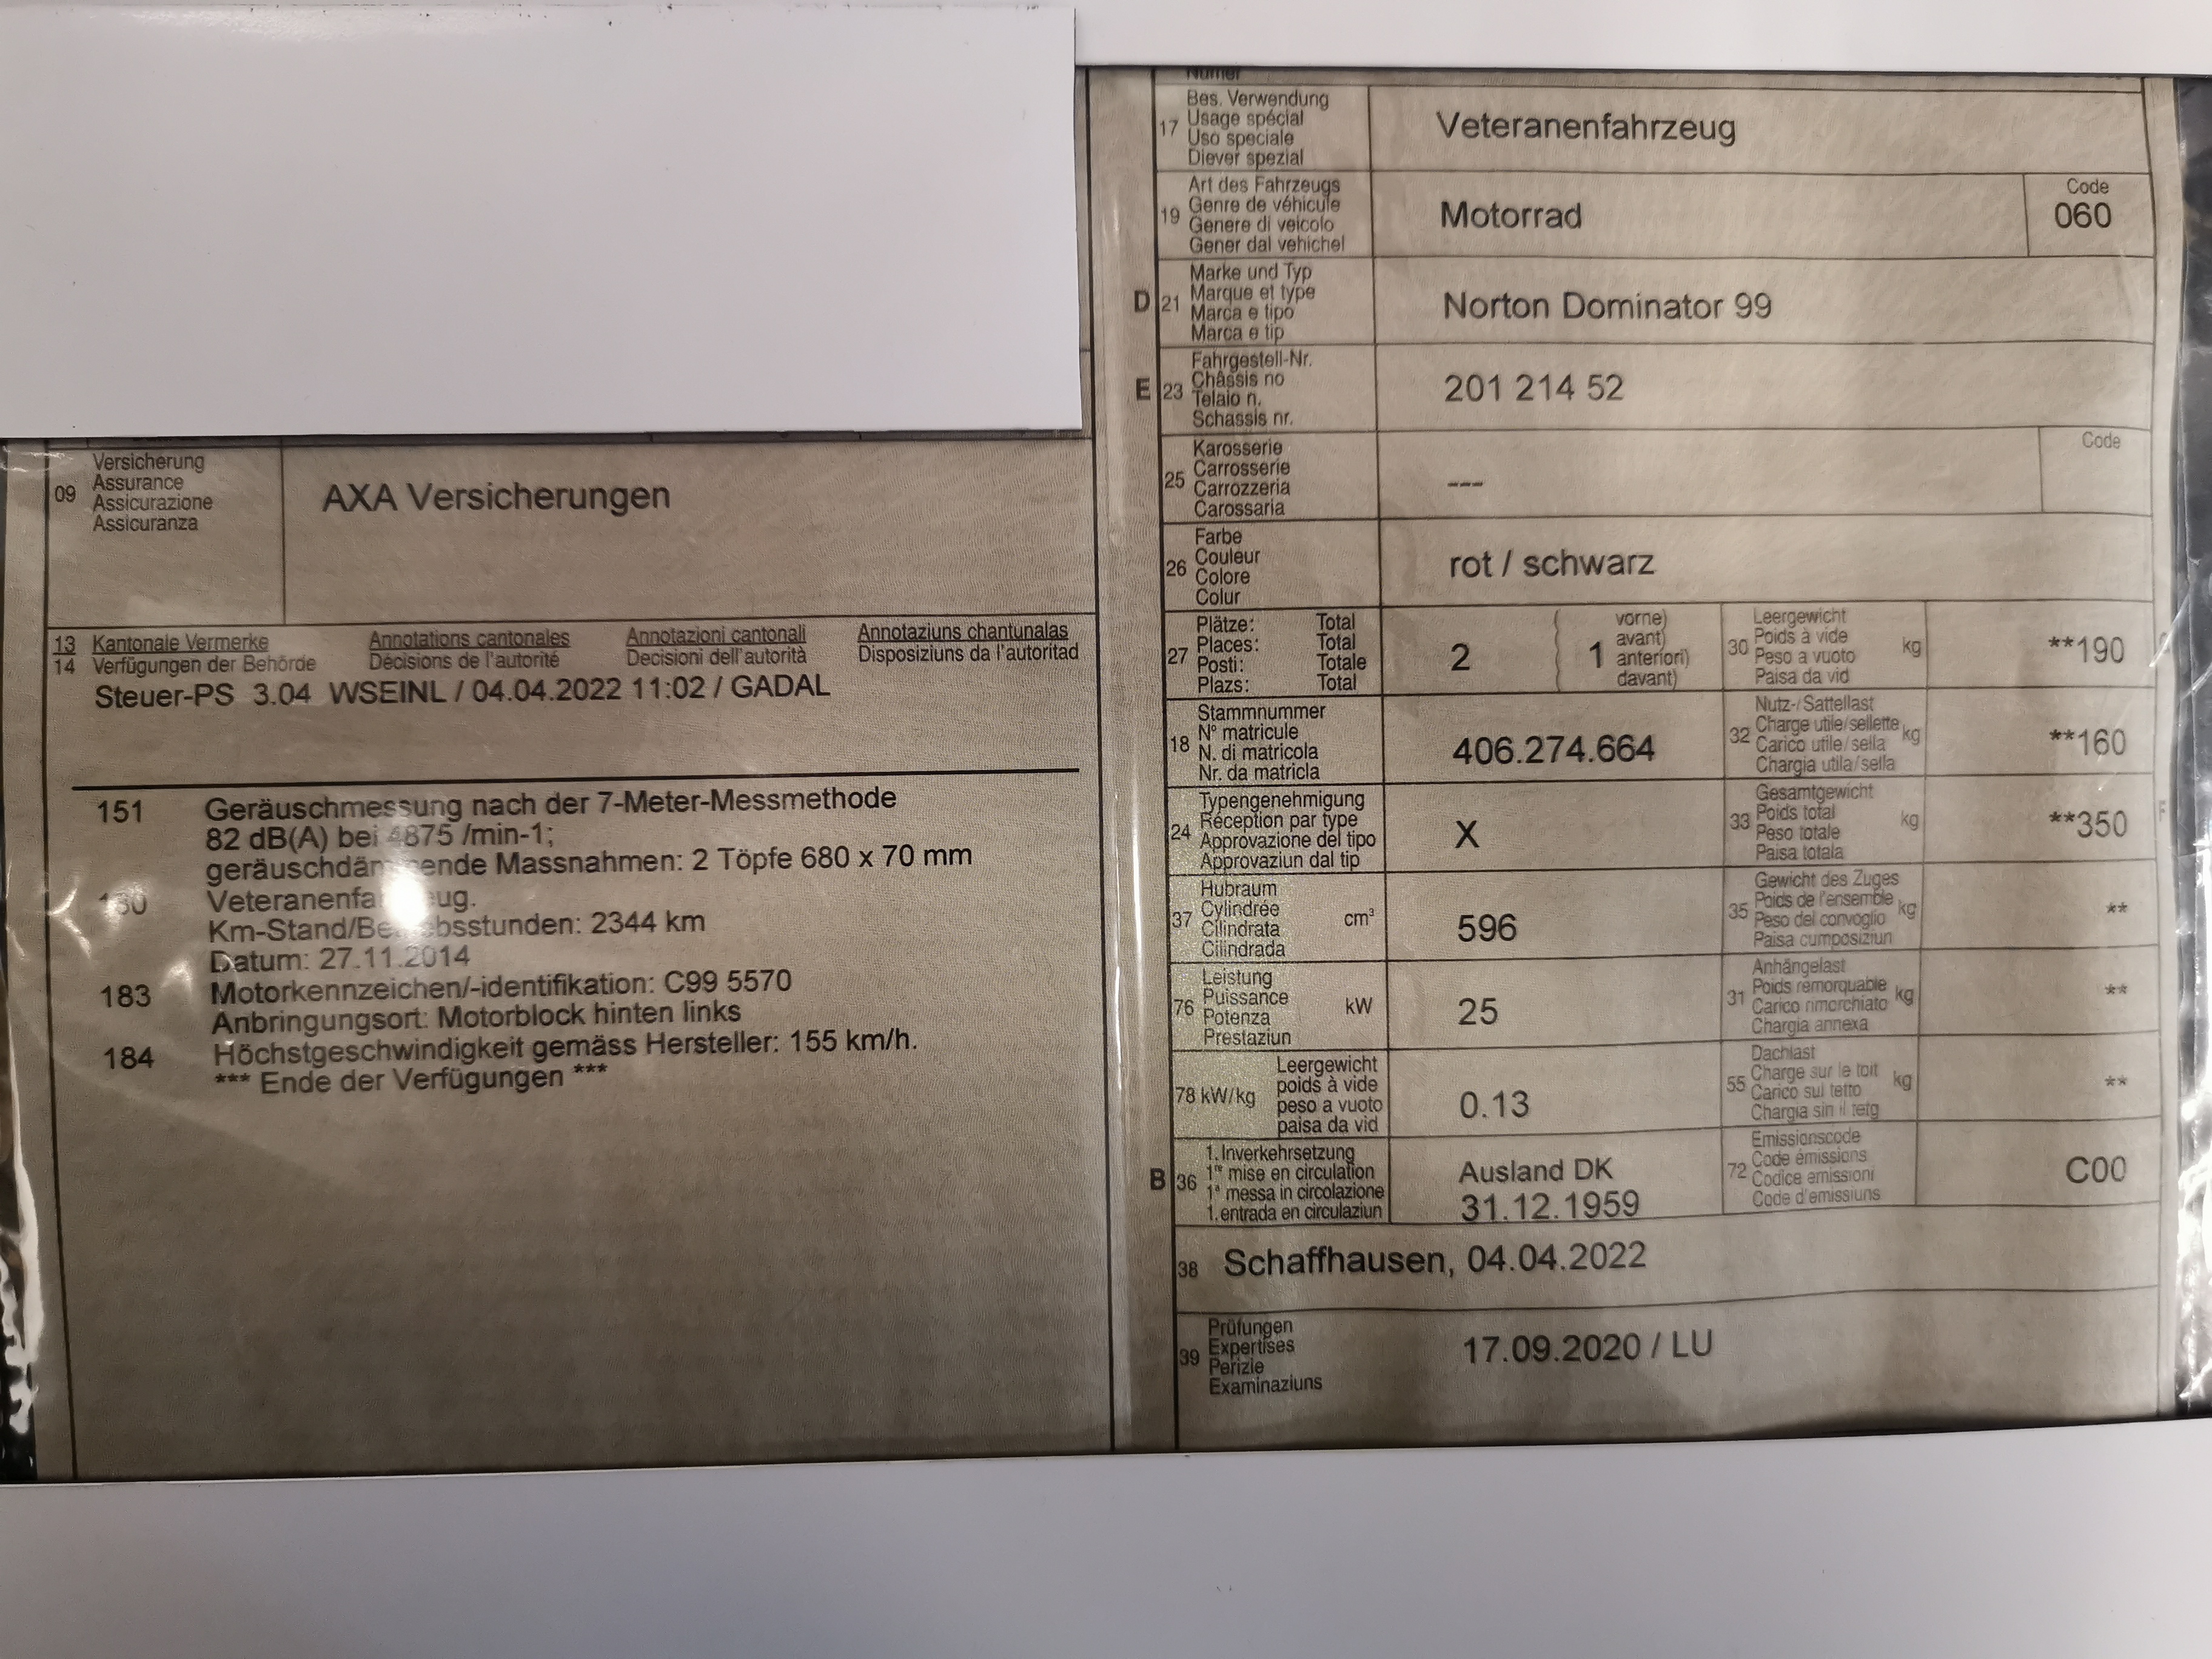 09 Versicherung
Assurance
Assicurazione
Assicuranza
AXA Versicherungen
13 Kantonale Vermerke Annotations cantonales Annotazioni cantonali Annotaziuns chantunalas
14 Verfügungen der Behörde Décisions de l'autorité Decisioni dell'autorità Disposiziuns da l'autoritad
Steuer-PS 3.04 WSEINL / 04.04.2022 11:02 / GADAL
151 Geräuschmessung nach der 7-Meter-Messmethode
82 dB(A) bei 4875 /min-1;
ende Massnahmen: 2 Töpfe 680 x 70 mm
Km-Stand/ 2344 km
Datum: 27.11.2014
183 Motorkennzeichen/-identifikation: C99 5570
Anbringungsort: Motorblock hinten links
184 Höchstgeschwindigkeit gemäss Hersteller: 155 km/h.
*** Ende der Verfügungen ***
17 Bes. Verwendung
Usage spécial
Uso speciale
Diever spezial
Veteranenfahrzeug
19 Art des Fahrzeugs
Genre de véhicule
Genere di veicolo
Gener dal vehichel
Motorrad
Code
060
D 21 Marke und Typ
Marque et type
Marca e tipo
Marca e tip
Norton Dominator 99
E 23 Fahrgestell-Nr.
Châssis no
Telaio n.
Schassis nr.
201 214 52
25 Karosserie
Carrosserie
Carrozzeria
Carossaria
---
Code
26 Farbe
Couleur
Colore
Colur
rot / schwarz
27 Plätze: Total
Places: Total
Posti: Totale
Plazs: Total
2 ( 1 vorne)
avant)
anteriori)
davant)
30 Leergewicht
Poids à vide kg
Peso a vuoto
Paisa da vid
**190
18 Stammnummer
N° matricule
N. di matricola
Nr. da matricla
406.274.664
32 Nutz-/Sattellast
Charge utile/sellette kg
Carico utile/sella
Chargia utila/sella
**160
24 Typengenehmigung
Réception par type
Approvazione del tipo
Approvaziun dal tip
X
33 Gesamtgewicht
Poids total kg
Peso totale
Paisa totala
**350
37 Hubraum
Cylindrée cm³
Cilindrata
Cilindrada
596
35 Gewicht des Zuges
Poids de l'ensemble kg
Peso del convoglio
Paisa cumposiziun
**
76 Leistung
Puissance kW
Potenza
Prestaziun
25
31 Anhängelast
Poids remorquable kg
Carico rimorchiato
Chargia annexa
**
78 kW/kg Leergewicht
poids à vide
peso a vuoto
paisa da vid
0.13
55 Dachlast
Charge sur le toit kg
Carico sul tetto
Chargia sin il tetg
**
B 36 1. Inverkehrsetzung
1re mise en circulation
1a messa in circolazione
1. entrada en circulaziun
Ausland DK
31.12.1959
72 Emissionscode
Code émissions
Codice emissioni
Code d'emissiuns
C00
38 Schaffhausen, 04.04.2022
39 Prüfungen
Expertises
Perizie
Examinaziuns
17.09.2020 / LU